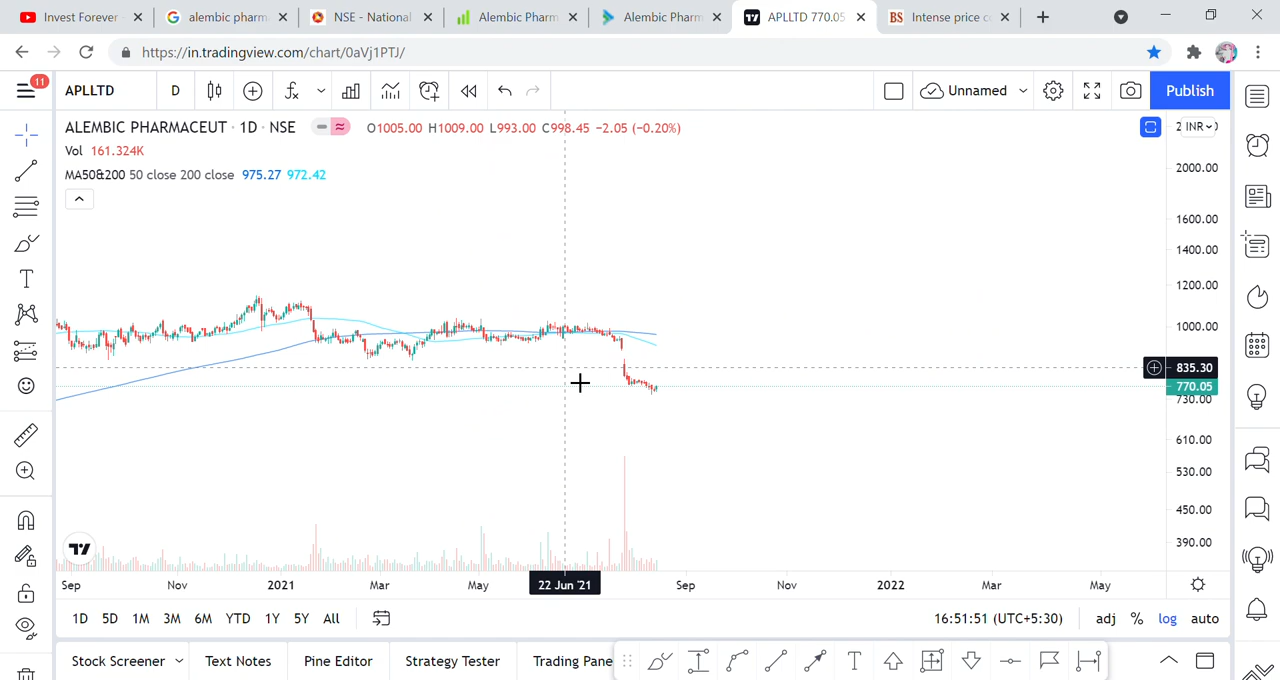 Invest Forever
alembic pharm
NSE - National
Alembic Pharm
Alembic Pharm
APLLTD 770.05
BS
Intense price co
https://in.tradingview.com/chart/0aVj1PTJ/
11
APLLTD
D
Unnamed
Publish
ALEMBIC PHARMACEUT · 1D · NSE
O1005.00 H1009.00 L993.00 C998.45 −2.05 (−0.20%)
INR
Vol 161.324K
MA50&200 50 close 200 close 975.27 972.42
2000.00
1600.00
1400.00
1200.00
1000.00
835.30
770.05
730.00
610.00
530.00
450.00
390.00
Sep Nov 2021 Mar May 22 Jun '21 Sep Nov 2022 Mar May
1D 5D 1M 3M 6M YTD 1Y 5Y All
16:51:51 (UTC+5:30) adj % log auto
Stock Screener Text Notes Pine Editor Strategy Tester Trading Pane